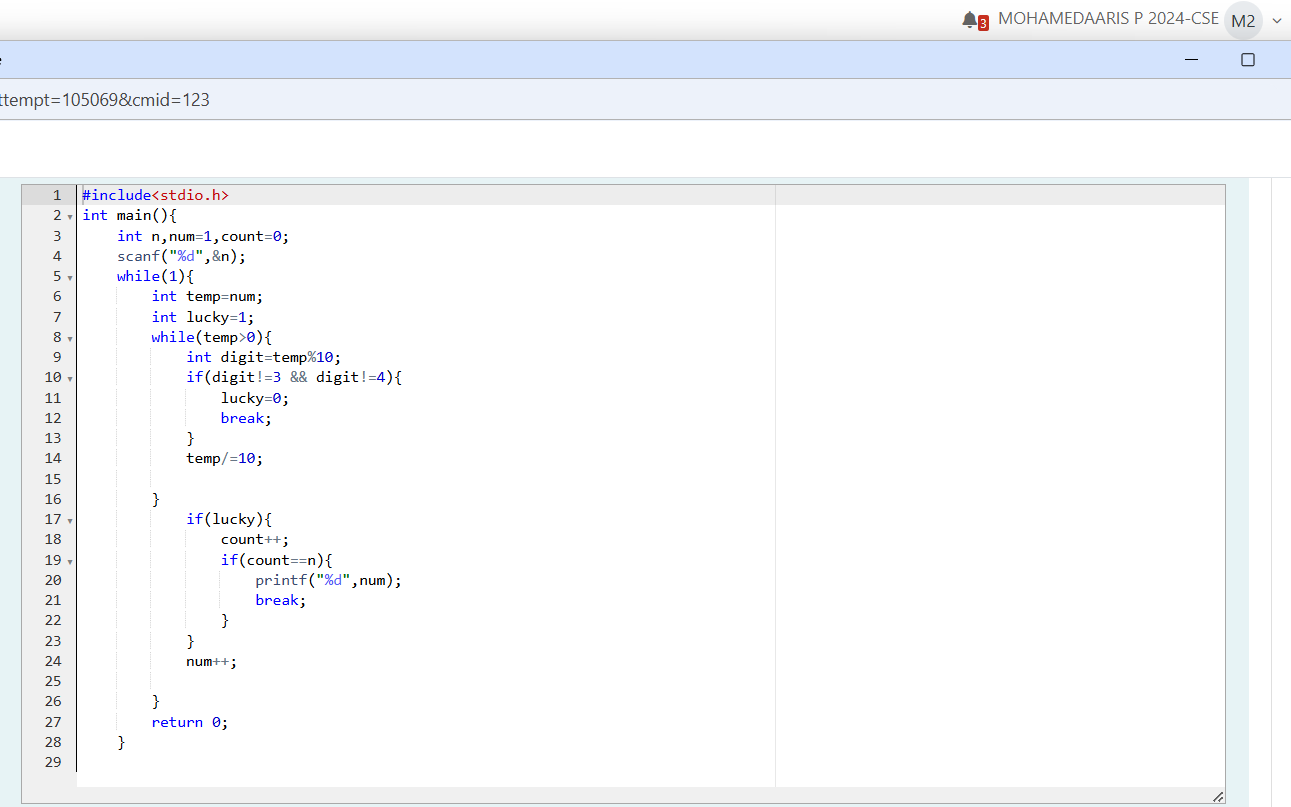 3 MOHAMEDAARIS P 2024-CSE M2
ttempt=105069&cmid=123
1 #include<stdio.h>
2 int main(){
3     int n,num=1,count=0;
4     scanf("%d",&n);
5     while(1){
6         int temp=num;
7         int lucky=1;
8         while(temp>0){
9             int digit=temp%10;
10             if(digit!=3 && digit!=4){
11                 lucky=0;
12                 break;
13             }
14             temp/=10;
15
16         }
17             if(lucky){
18                 count++;
19                 if(count==n){
20                     printf("%d",num);
21                     break;
22                 }
23             }
24             num++;
25
26         }
27         return 0;
28     }
29